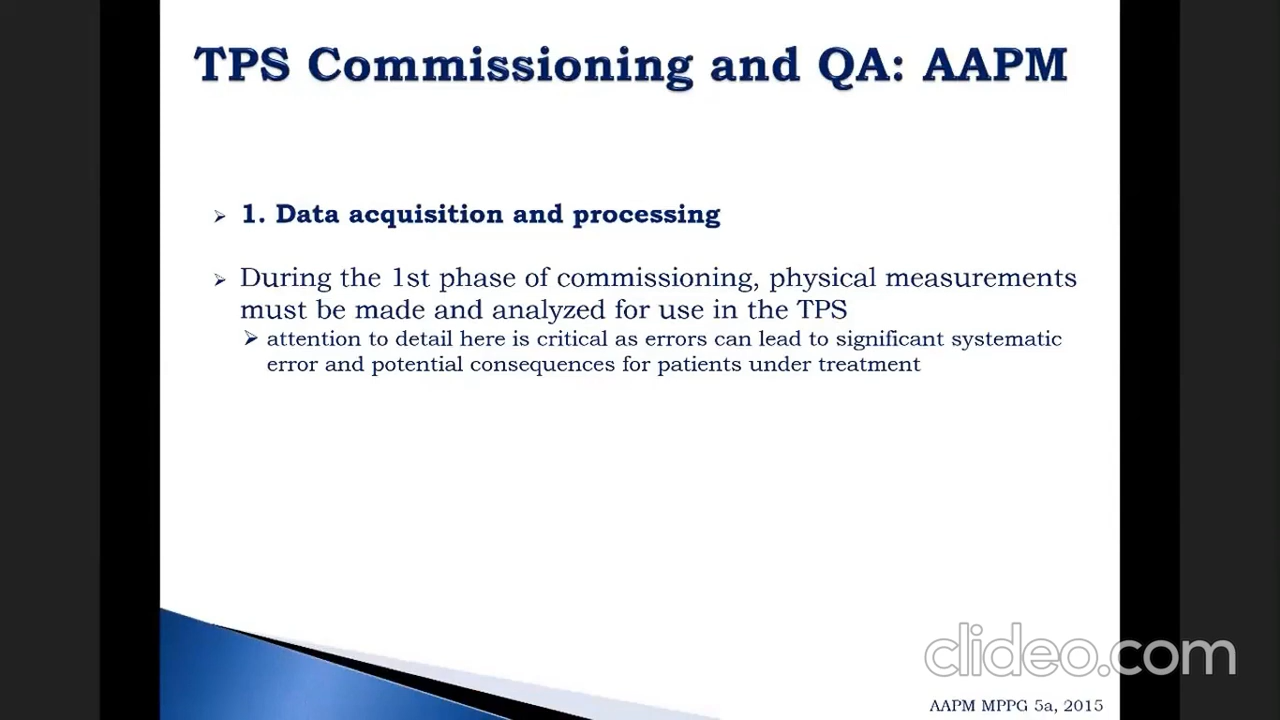 TPS Commissioning and QA: AAPM
1. Data acquisition and processing
During the 1st phase of commissioning, physical measurements
must be made and analyzed for use in the TPS
attention to detail here is critical as errors can lead to significant systematic
error and potential consequences for patients under treatment
clideo.com
AAPM MPPG 5a, 2015